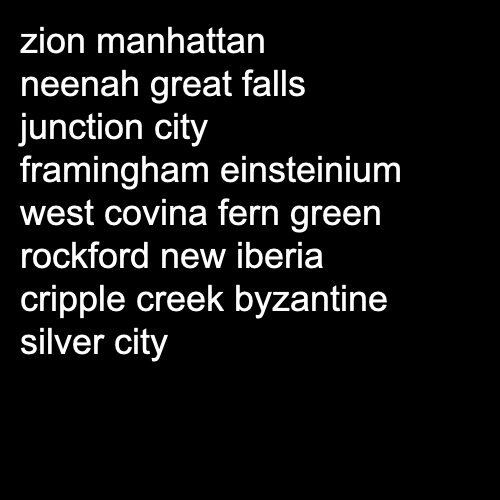 zion manhattan
neenah great falls
junction city
framingham einsteinium
west covina fern green
rockford new iberia
cripple creek byzantine
silver city